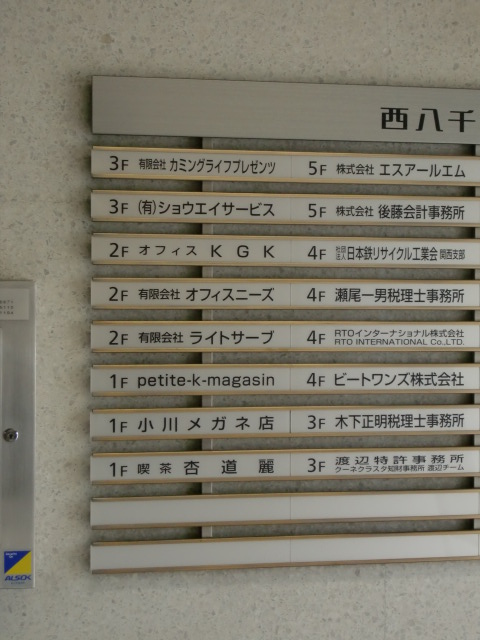 西八千
3F 有限会社 カミングライフプレゼンツ
5F 株式会社 エスアールエム
3F (有)ショウエイサービス
5F 株式会社 後藤会計事務所
2F オフィス KGK
4F 社団法人 日本鉄リサイクル工業会 関西支部
2F 有限会社 オフィスニーズ
4F 瀬尾一男税理士事務所
2F 有限会社 ライトサーブ
4F RTOインターナショナル株式会社
RTO INTERNATIONAL CO.,LTD.
1F petite-k-magasin
4F ビートワンズ株式会社
1F 小川メガネ店
3F 木下正明税理士事務所
1F 喫茶 杏道麗
3F 渡辺特許事務所
クーネクラスタ知財事務所 渡辺チーム
ALSOK